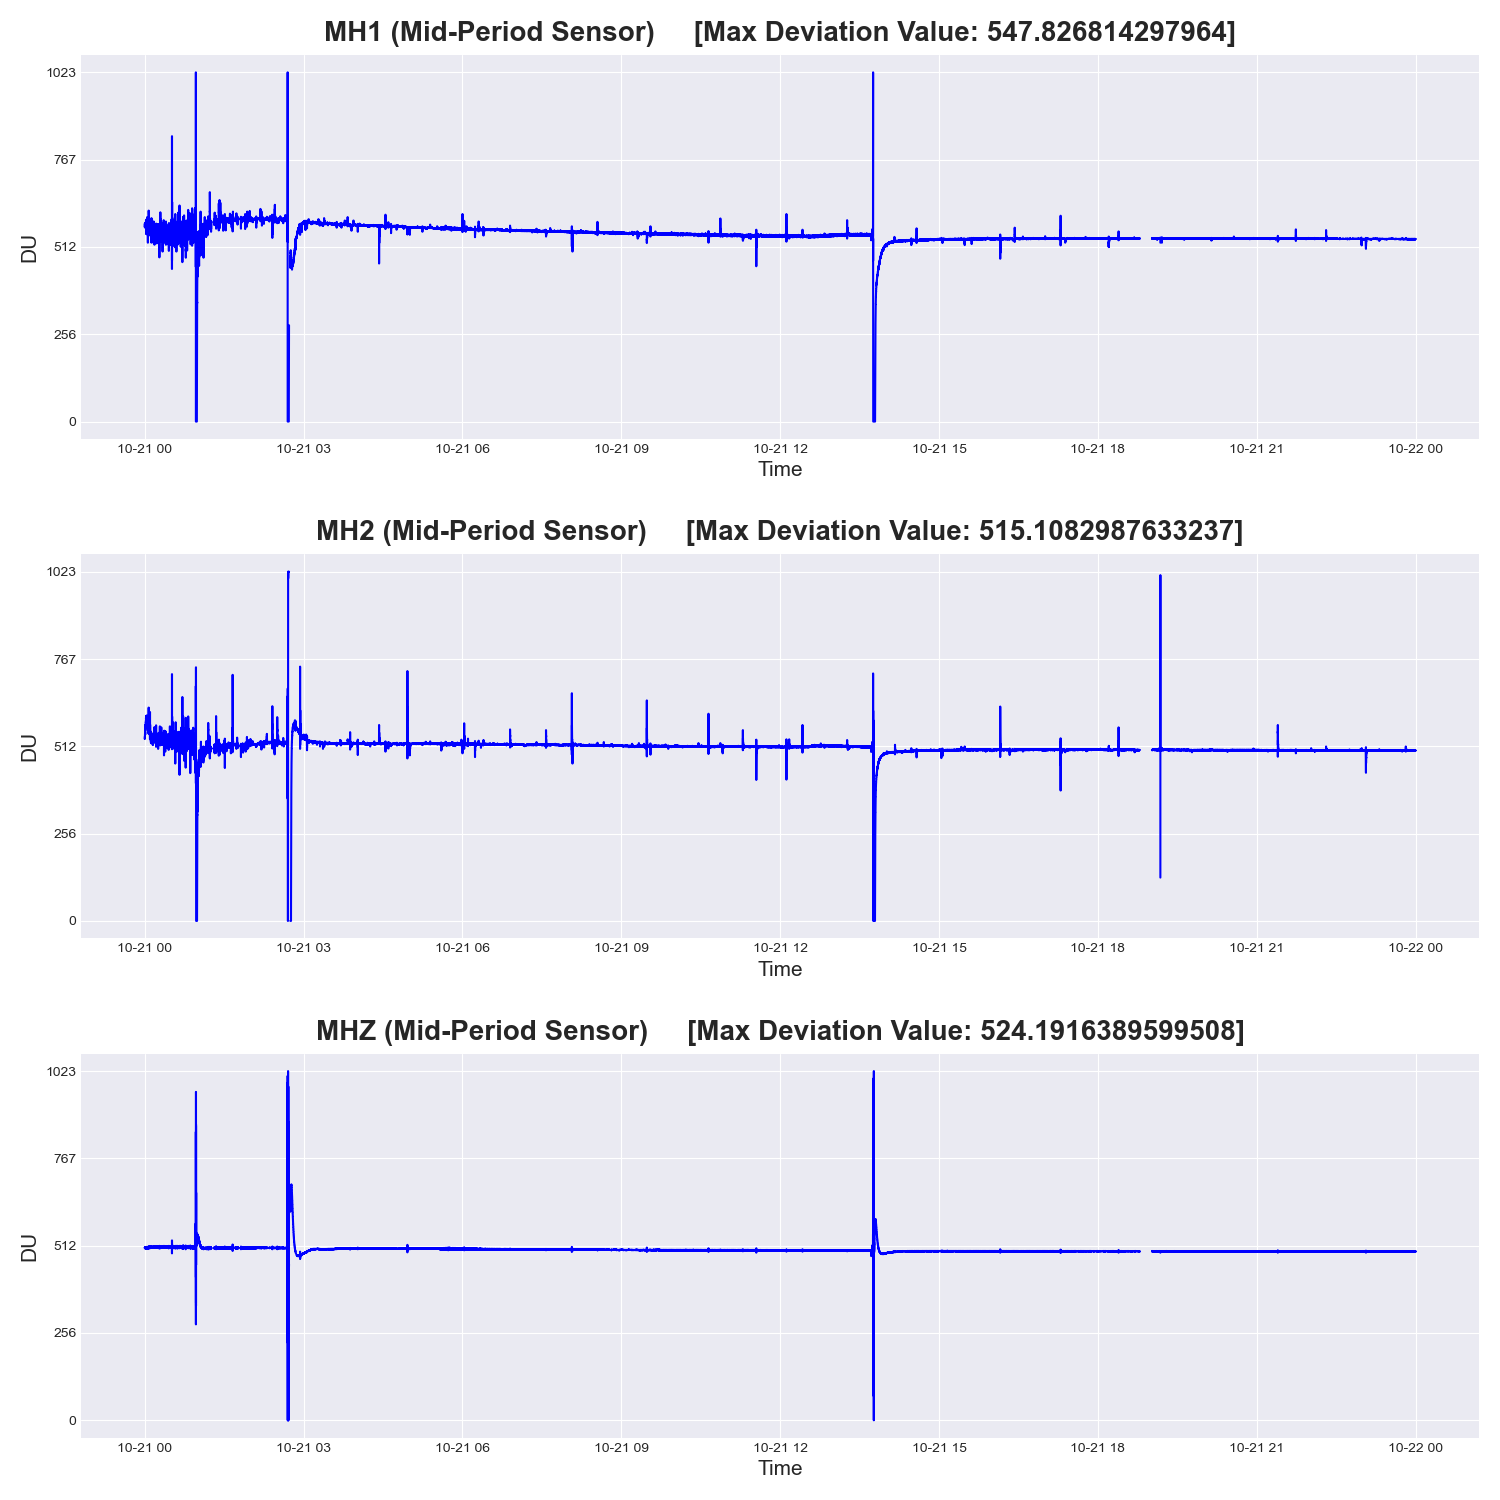 MH1 (Mid-Period Sensor) [Max Deviation Value: 547.826814297964]
1023
767
512
256
0
DU
10-21 00 10-21 03 10-21 06 10-21 09 10-21 12 10-21 15 10-21 18 10-21 21 10-22 00
Time
MH2 (Mid-Period Sensor) [Max Deviation Value: 515.1082987633237]
1023
767
512
256
0
DU
10-21 00 10-21 03 10-21 06 10-21 09 10-21 12 10-21 15 10-21 18 10-21 21 10-22 00
Time
MHZ (Mid-Period Sensor) [Max Deviation Value: 524.1916389599508]
1023
767
512
256
0
DU
10-21 00 10-21 03 10-21 06 10-21 09 10-21 12 10-21 15 10-21 18 10-21 21 10-22 00
Time